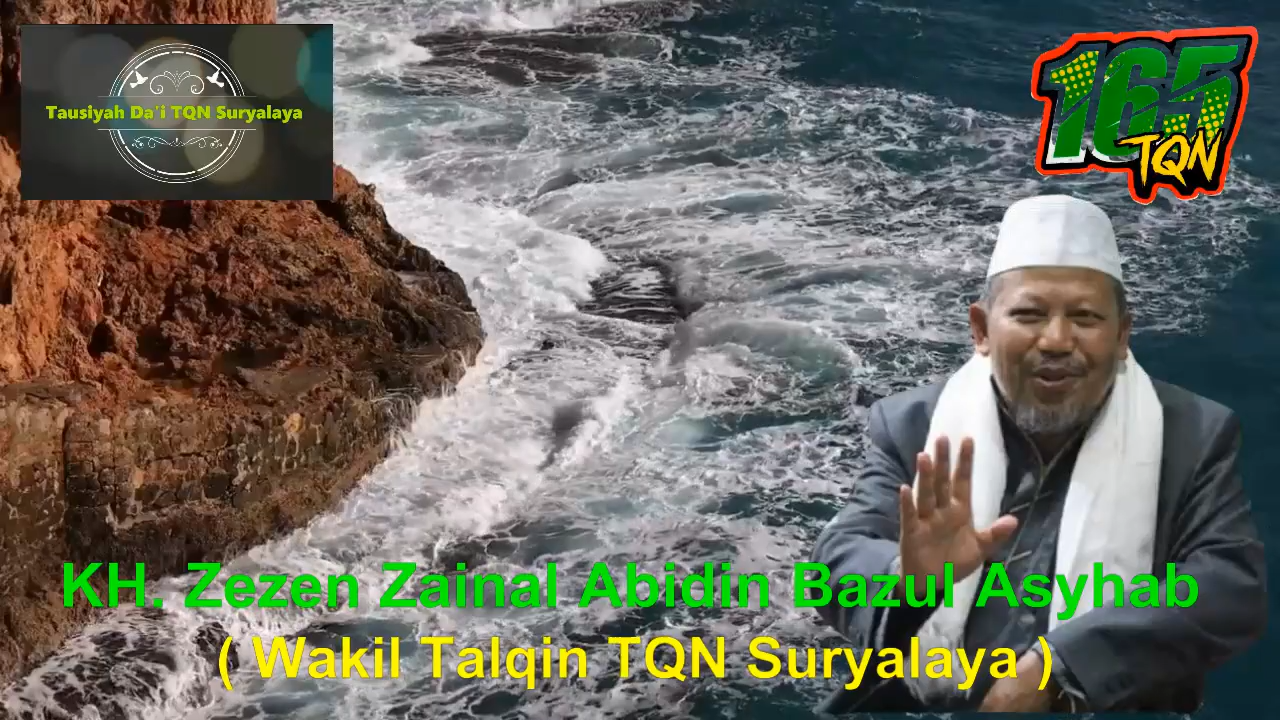 Tausiyah Da'i TQN Suryalaya
165
TQN
KH. Zezen Zainal Abidin Bazul Asyhab
( Wakil Talqin TQN Suryalaya )